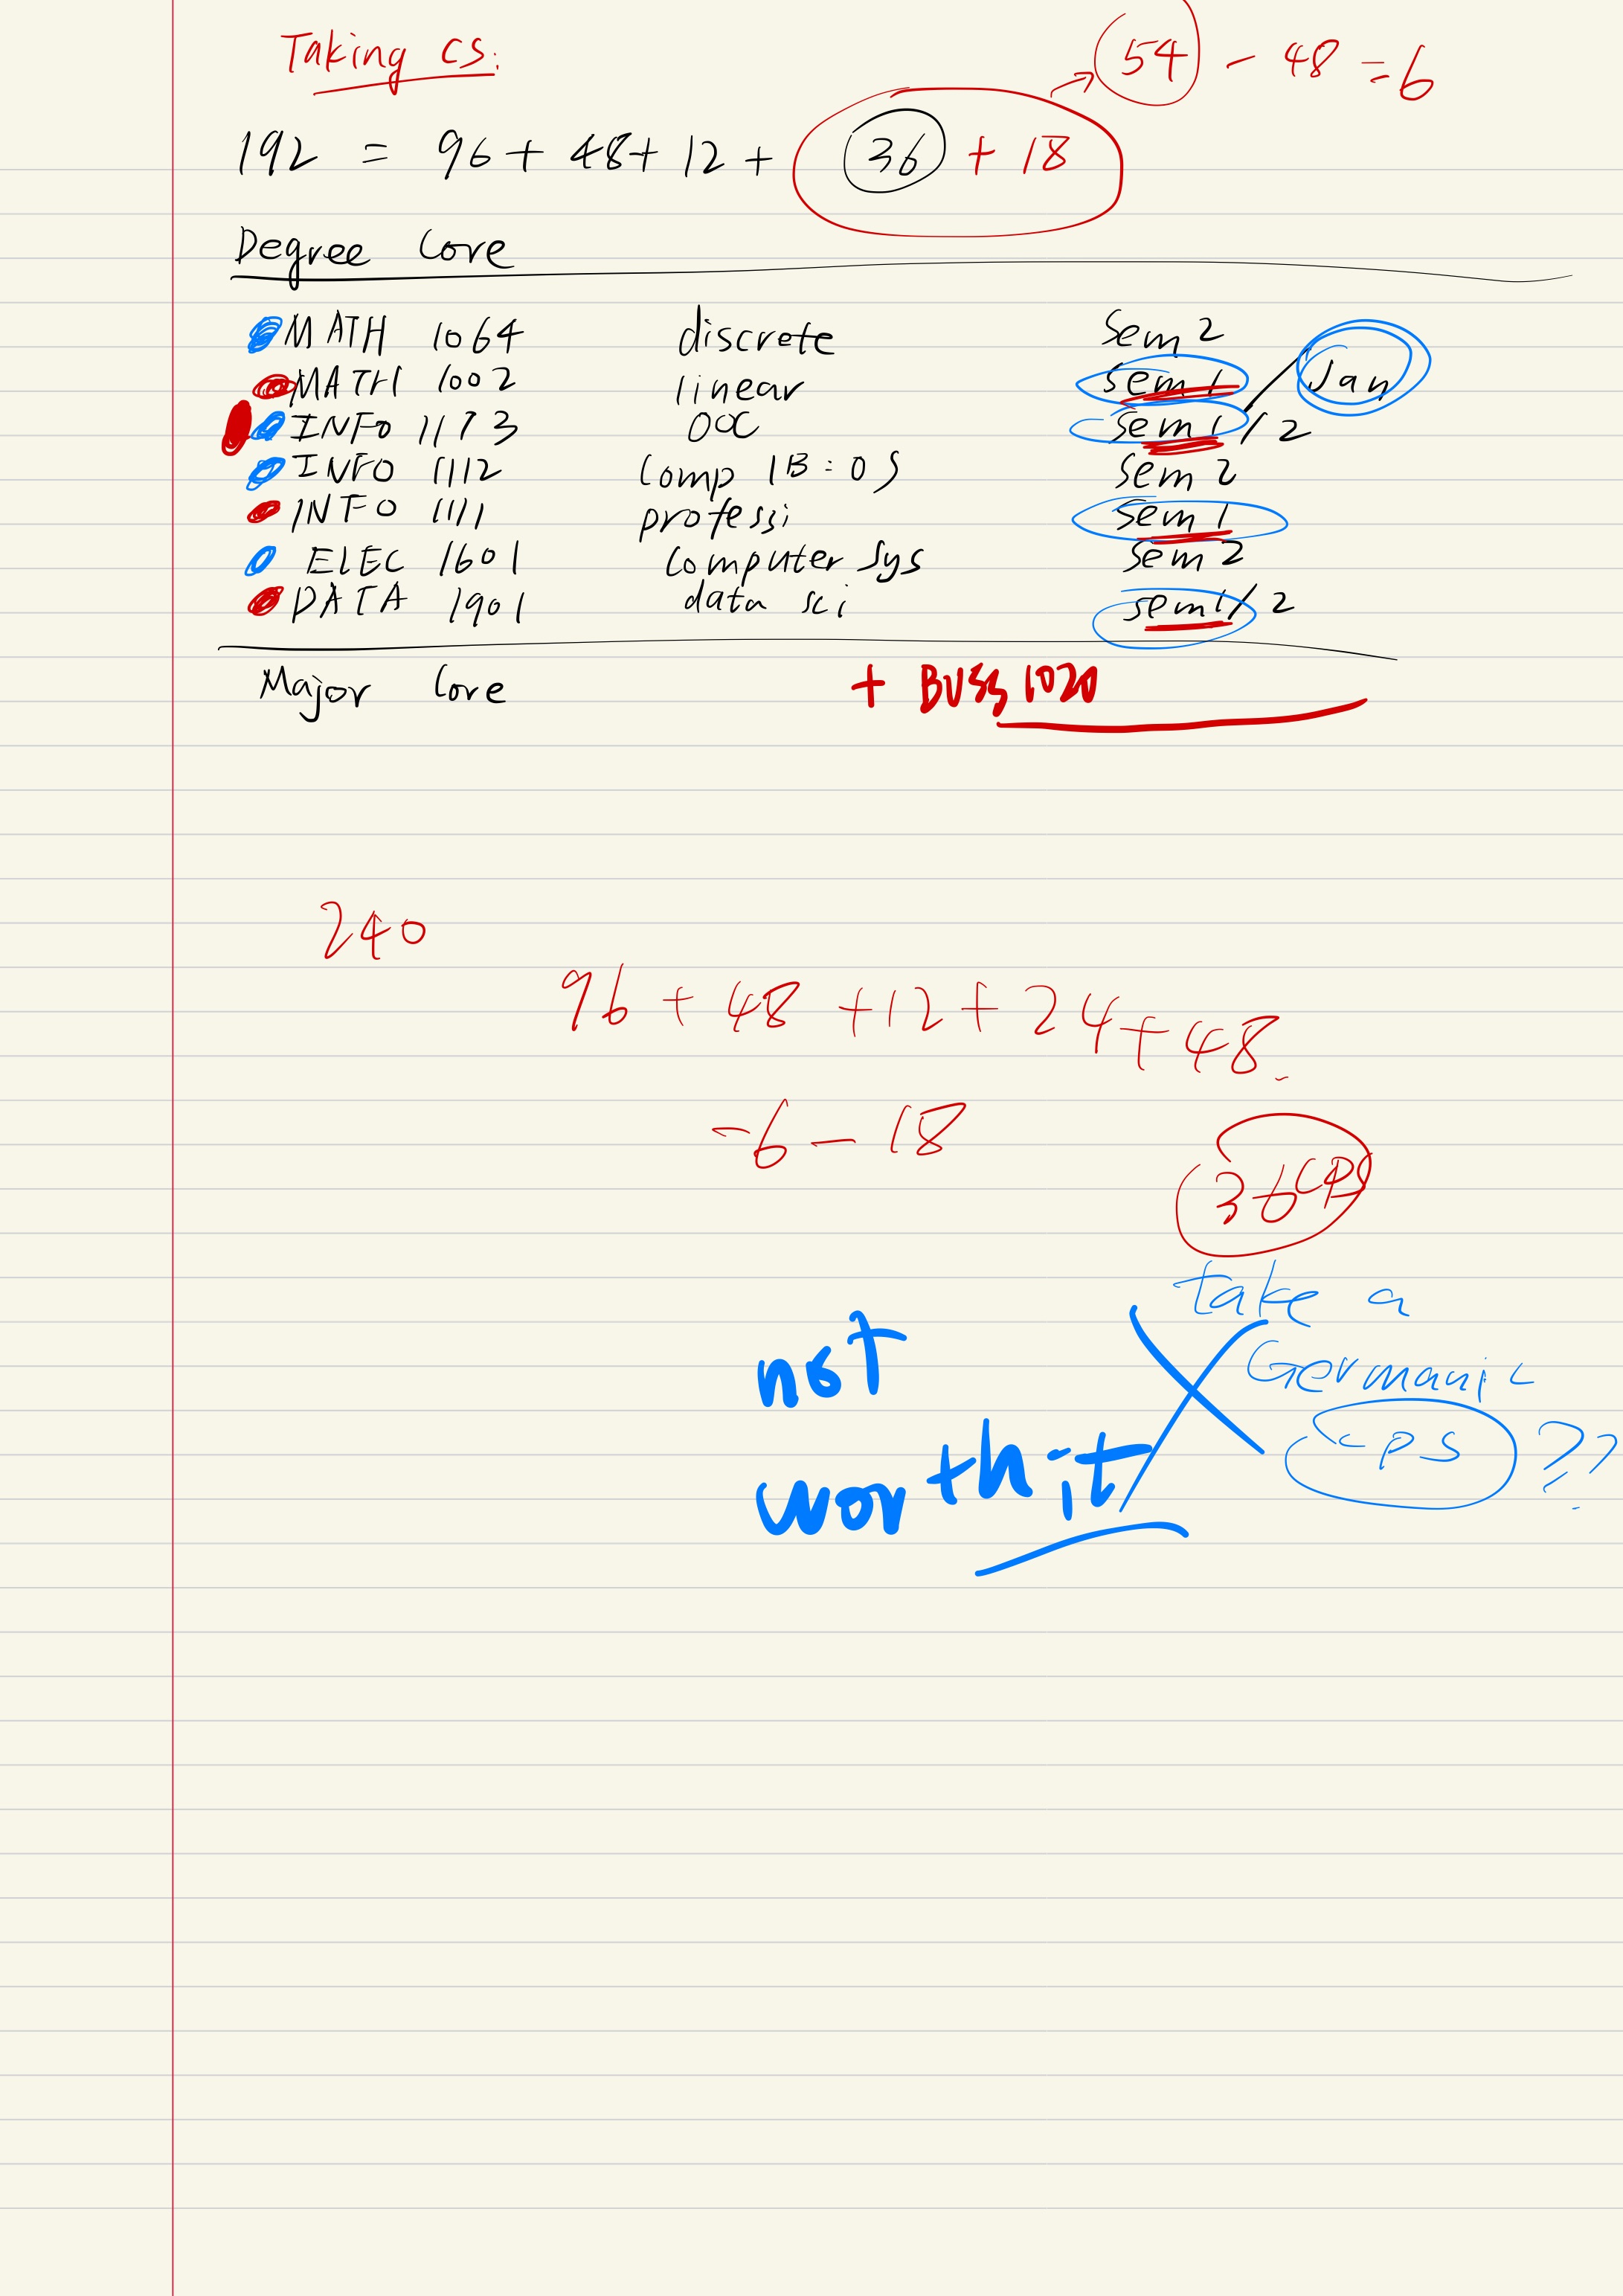 Taking CS:
54 - 48 = 6
192 = 96 + 48 + 12 + 36 + 18
Degree Core
MATH 1064 discrete Sem 2
MATH 1002 linear Sem 1 / Jan
INFO 1113 OOC Sem 1 / 2
INFO 1112 Comp 1B : OS Sem 2
INFO 1111 professi Sem 1
ELEC 1601 Computer Sys Sem 2
DATA 1901 data sci sem 1 / 2
Major Core + BUSS 1020
240
96 + 48 + 12 + 24 + 48
- 6 - 18
36 CP
take a
Germanic
cps ??
not
worth it